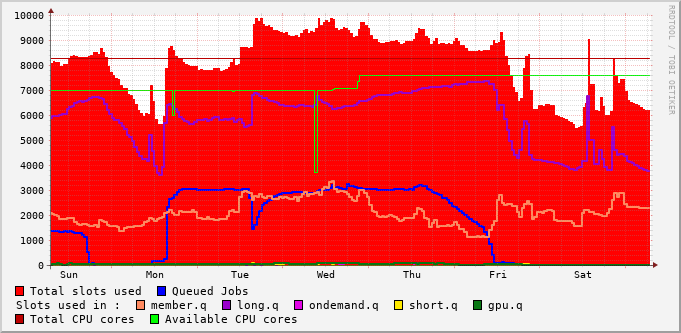 10000
9000
8000
7000
6000
5000
4000
3000
2000
1000
0
Sun Mon Tue Wed Thu Fri Sat
RRDTOOL / TOBI OETIKER
Total slots used Queued Jobs
Slots used in : member.q long.q ondemand.q short.q gpu.q
Total CPU cores Available CPU cores